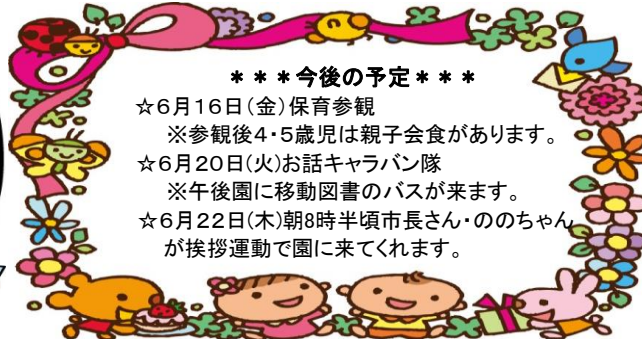 ＊＊＊今後の予定＊＊＊
☆6月16日(金)保育参観
※参観後4・5歳児は親子会食があります。
☆6月20日(火)お話キャラバン隊
※午後園に移動図書のバスが来ます。
☆6月22日(木)朝8時半頃市長さん・ののちゃん
が挨拶運動で園に来てくれます。